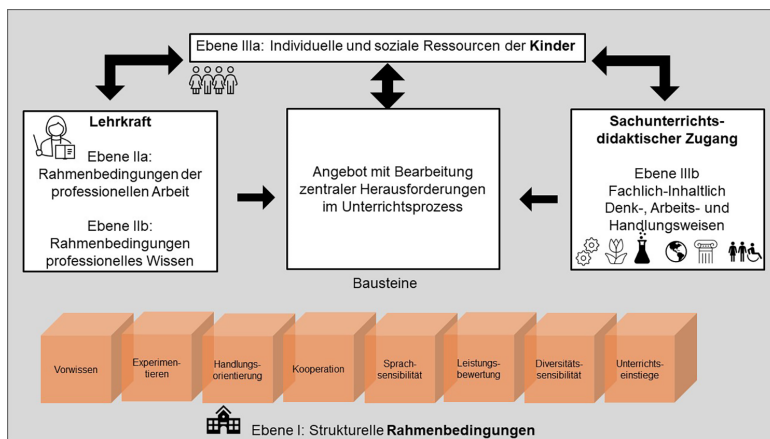 Ebene IIIa: Individuelle und soziale Ressourcen der Kinder
Lehrkraft
Ebene IIa:
Rahmenbedingungen der
professionellen Arbeit
Ebene IIb:
Rahmenbedingungen
professionelles Wissen
Angebot mit Bearbeitung
zentraler Herausforderungen
im Unterrichtsprozess
Sachunterrichts-
didaktischer Zugang
Ebene IIIb
Fachlich-Inhaltlich
Denk-, Arbeits- und
Handlungsweisen
Bausteine
Vorwissen
Experimen-
tieren
Handlungs-
orientierung
Kooperation
Sprach-
sensibilität
Leistungs-
bewertung
Diversitäts-
sensibilität
Unterrichts-
einstiege
Ebene I: Strukturelle Rahmenbedingungen